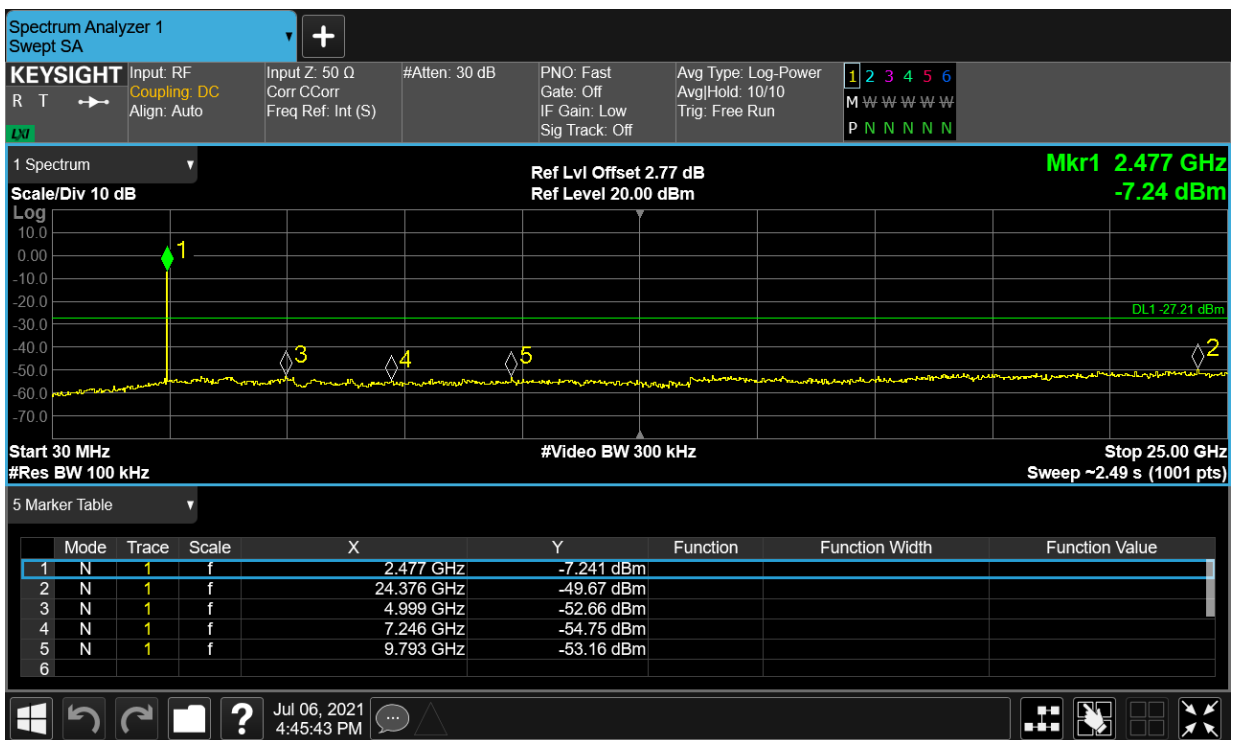 Spectrum Analyzer 1
Swept SA
KEYSIGHT
R T
LXI
Input: RF
Coupling: DC
Align: Auto
Input Z: 50 Ω
Corr CCorr
Freq Ref: Int (S)
#Atten: 30 dB
PNO: Fast
Gate: Off
IF Gain: Low
Sig Track: Off
Avg Type: Log-Power
Avg|Hold: 10/10
Trig: Free Run
1 2 3 4 5 6
M W W W W W
P N N N N N
1 Spectrum
Scale/Div 10 dB
Ref Lvl Offset 2.77 dB
Ref Level 20.00 dBm
Mkr1 2.477 GHz
-7.24 dBm
Log
10.0
0.00
-10.0
-20.0
-30.0
-40.0
-50.0
-60.0
-70.0
1
3
4
5
2
DL1 -27.21 dBm
Start 30 MHz
#Video BW 300 kHz
Stop 25.00 GHz
#Res BW 100 kHz
Sweep ~2.49 s (1001 pts)
5 Marker Table
Mode Trace Scale X Y Function Function Width Function Value
1 N 1 f 2.477 GHz -7.241 dBm
2 N 1 f 24.376 GHz -49.67 dBm
3 N 1 f 4.999 GHz -52.66 dBm
4 N 1 f 7.246 GHz -54.75 dBm
5 N 1 f 9.793 GHz -53.16 dBm
6
?
Jul 06, 2021
4:45:43 PM